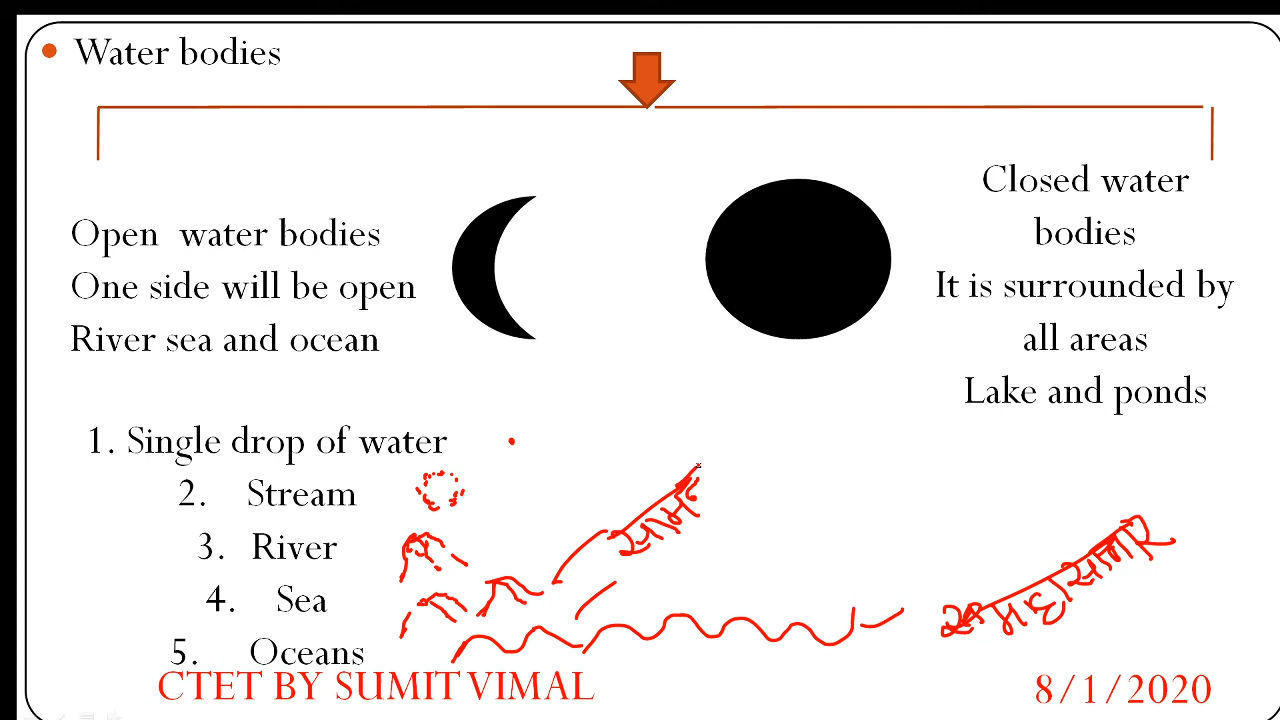 Water bodies
Open water bodies
One side will be open
River sea and ocean
Closed water
bodies
It is surrounded by
all areas
Lake and ponds
1. Single drop of water
2. Stream
3. River
4. Sea
5. Oceans
महासागर
CTET BY SUMIT VIMAL
8/1/2020